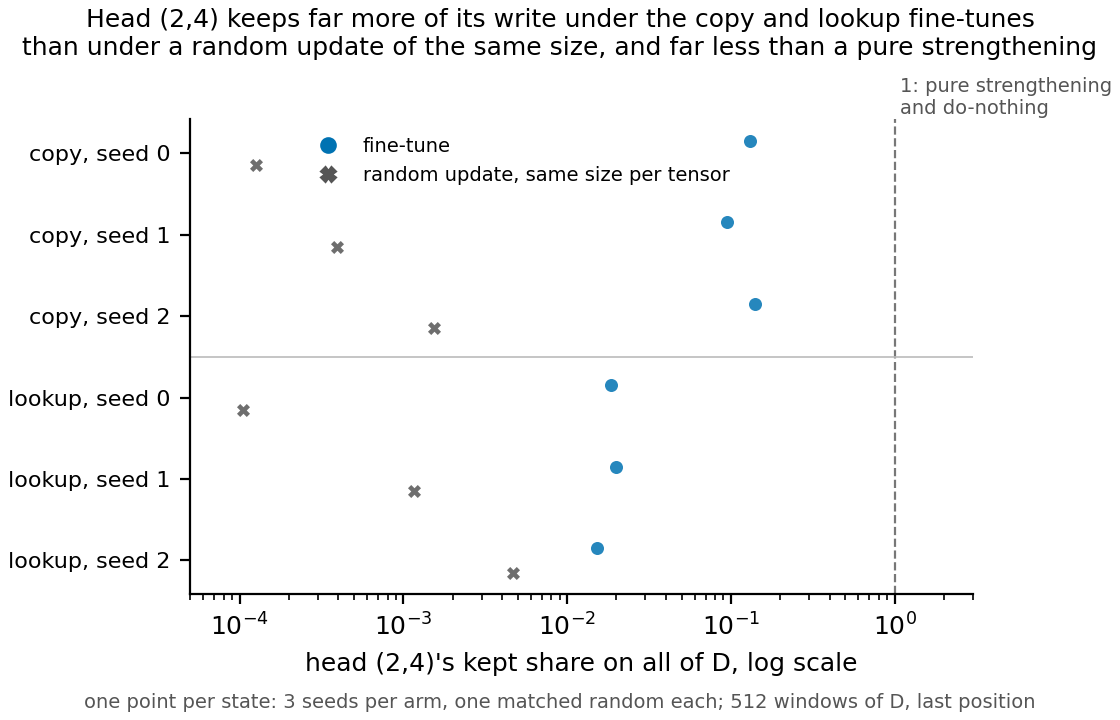 Head (2,4) keeps far more of its write under the copy and lookup fine-tunes
than under a random update of the same size, and far less than a pure strengthening
1: pure strengthening
and do-nothing
copy, seed 0
copy, seed 1
copy, seed 2
lookup, seed 0
lookup, seed 1
lookup, seed 2
fine-tune
random update, same size per tensor
10⁻⁴ 10⁻³ 10⁻² 10⁻¹ 10⁰
head (2,4)'s kept share on all of D, log scale
one point per state: 3 seeds per arm, one matched random each; 512 windows of D, last position